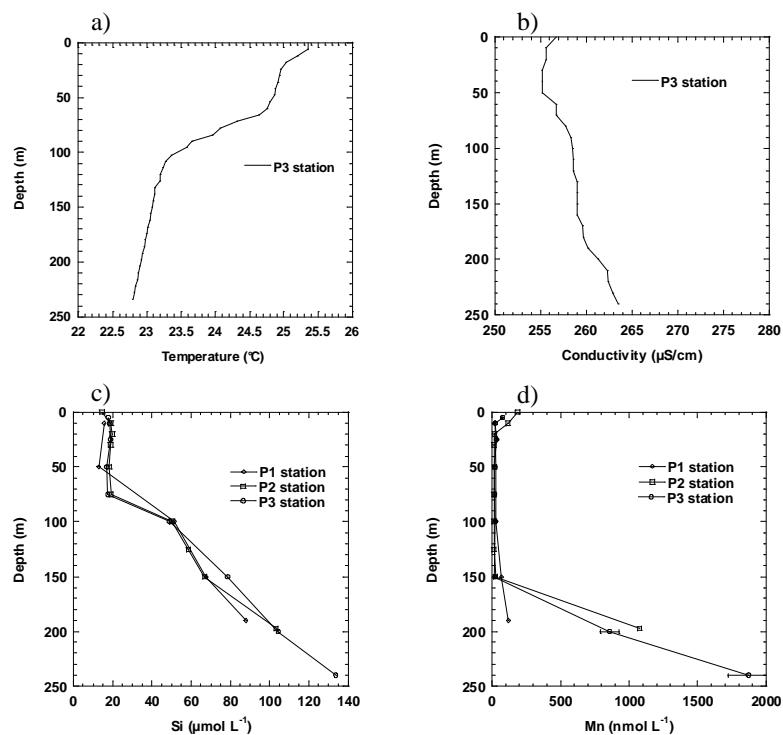 a)
0
50
100
150
200
250
Depth (m)
P3 station
22 22.5 23 23.5 24 24.5 25 25.5 26
Temperature (°C)
b)
0
50
100
150
200
250
Depth (m)
P3 station
250 255 260 265 270 275 280
Conductivity (µS/cm)
c)
0
50
100
150
200
250
Depth (m)
P1 station
P2 station
P3 station
0 20 40 60 80 100 120 140
Si (µmol L⁻¹)
d)
0
50
100
150
200
250
Depth (m)
P1 station
P2 station
P3 station
0 500 1000 1500 2000
Mn (nmol L⁻¹)